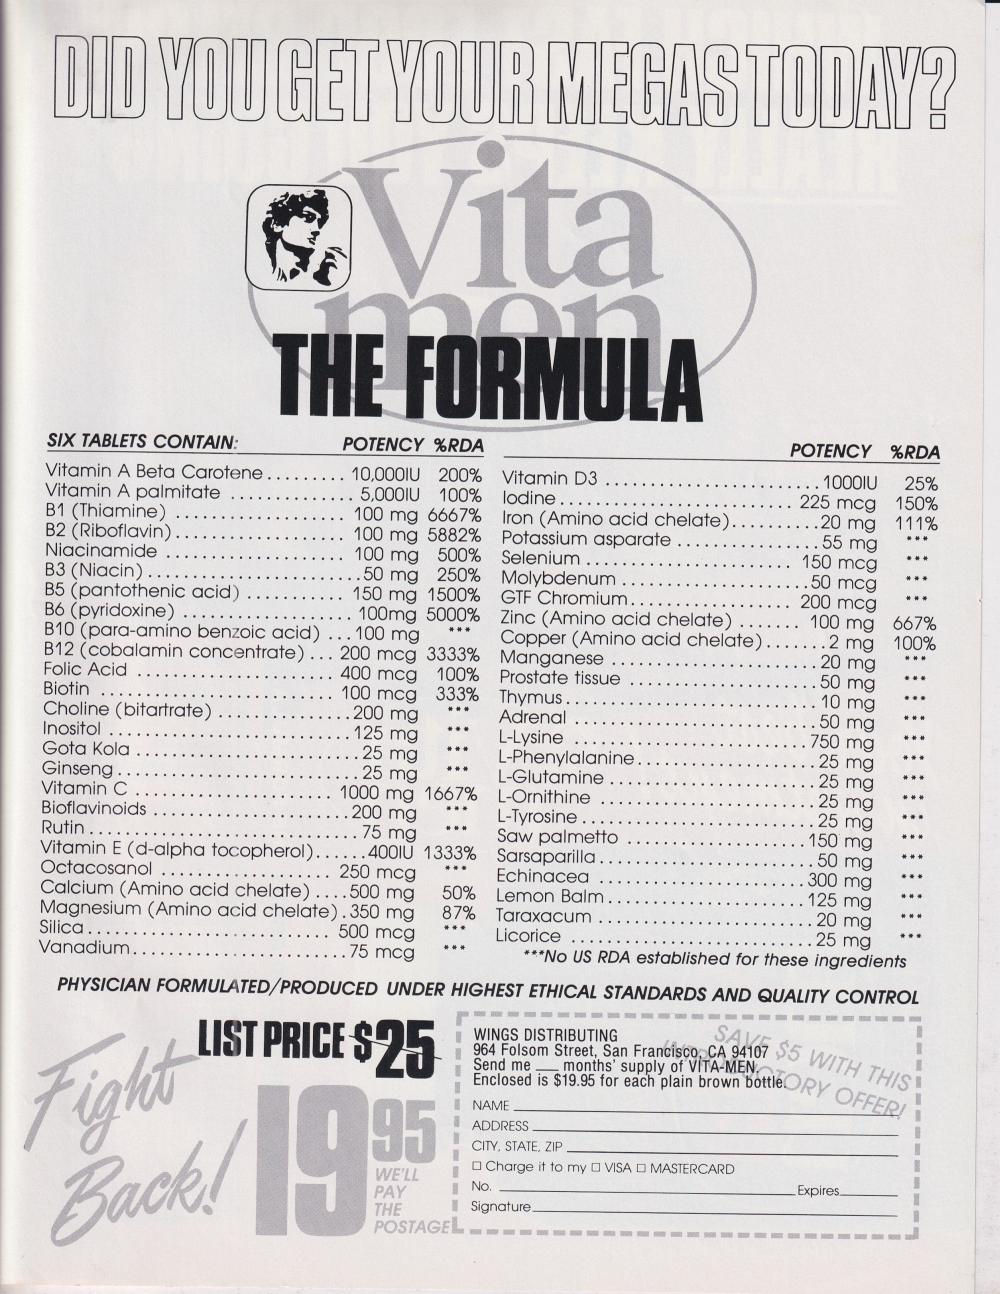 DID YOU GET YOUR MEGAS TODAY?
Vita
men
THE FORMULA
SIX TABLETS CONTAIN: POTENCY %RDA
Vitamin A Beta Carotene......... 10,000IU 200%
Vitamin A palmitate ............ 5,000IU 100%
B1 (Thiamine) .................. 100 mg 6667%
B2 (Riboflavin).................. 100 mg 5882%
Niacinamide .................... 100 mg 500%
B3 (Niacin)...................... 50 mg 250%
B5 (pantothenic acid) ........... 150 mg 1500%
B6 (pyridoxine) ................. 100mg 5000%
B10 (para-amino benzoic acid) ...100 mg ***
B12 (cobalamin concentrate)... 200 mcg 3333%
Folic Acid ..................... 400 mcg 100%
Biotin ......................... 100 mcg 333%
Choline (bitartrate) .............200 mg ***
Inositol ......................... 125 mg ***
Gota Kola ....................... 25 mg ***
Ginseng......................... 25 mg ***
Vitamin C ..................... 1000 mg 1667%
Bioflavinoids ................... 200 mg ***
Rutin ........................... 75 mg ***
Vitamin E (d-alpha tocopherol)......400IU 1333%
Octacosanol ................... 250 mcg ***
Calcium (Amino acid chelate) ....500 mg 50%
Magnesium (Amino acid chelate).350 mg 87%
Silica.......................... 500 mcg ***
Vanadium....................... 75 mcg ***
POTENCY %RDA
Vitamin D3 ........................1000IU 25%
Iodine......................... 225 mcg 150%
Iron (Amino acid chelate)......... 20 mg 111%
Potassium asparate ............... 55 mg ***
Selenium ....................... 150 mcg ***
Molybdenum .................... 50 mcg ***
GTF Chromium.................. 200 mcg ***
Zinc (Amino acid chelate) ....... 100 mg 667%
Copper (Amino acid chelate).......2 mg 100%
Manganese ...................... 20 mg ***
Prostate tissue .................... 50 mg ***
Thymus........................... 10 mg ***
Adrenal .......................... 50 mg ***
L-Lysine ......................... 750 mg ***
L-Phenylalanine................... 25 mg ***
L-Glutamine ...................... 25 mg ***
L-Ornithine ....................... 25 mg ***
L-Tyrosine......................... 25 mg ***
Saw palmetto .................... 150 mg ***
Sarsaparilla....................... 50 mg ***
Echinacea ....................... 300 mg ***
Lemon Balm...................... 125 mg ***
Taraxacum ....................... 20 mg ***
Licorice .......................... 25 mg ***
***No US RDA established for these ingredients
PHYSICIAN FORMULATED/PRODUCED UNDER HIGHEST ETHICAL STANDARDS AND QUALITY CONTROL
Fight
Back!
LIST PRICE $25
19 95
WE'LL
PAY
THE
POSTAGE
SAVE $5 WITH THIS
INTRODUCTORY OFFER!
WINGS DISTRIBUTING
964 Folsom Street, San Francisco, CA 94107
Send me ___ months' supply of VITA-MEN.
Enclosed is $19.95 for each plain brown bottle.
NAME
ADDRESS
CITY, STATE, ZIP
☐ Charge it to my ☐ VISA ☐ MASTERCARD
No. Expires
Signature